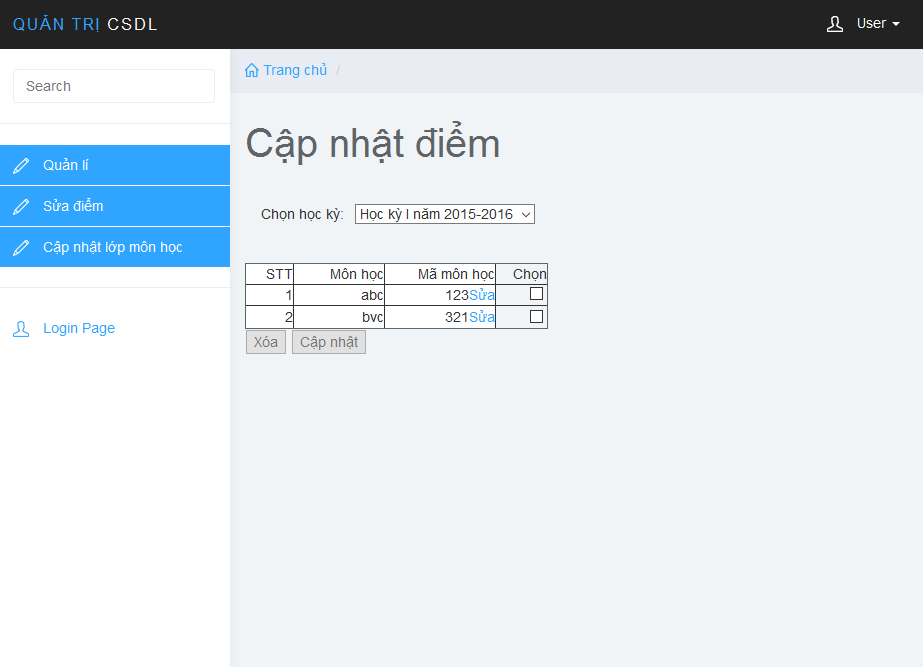 QUẢN TRỊ CSDL
User
Search
Trang chủ /
Quản lí
Sửa điểm
Cập nhật lớp môn học
Login Page
Cập nhật điểm
Chọn học kỳ: Học kỳ I năm 2015-2016
STT Môn học Mã môn học Chọn
1 abc 123Sửa
2 bvc 321Sửa
Xóa Cập nhật